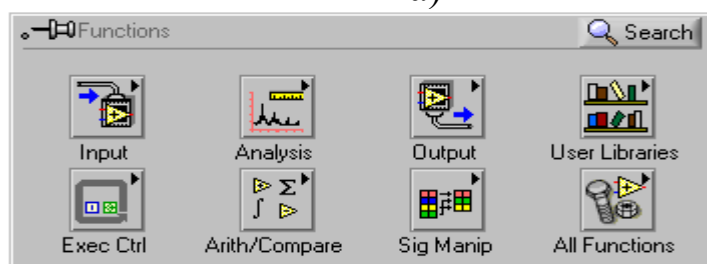 a)
Functions Search
Input Analysis Output User Libraries
Exec Ctrl Arith/Compare Sig Manip All Functions